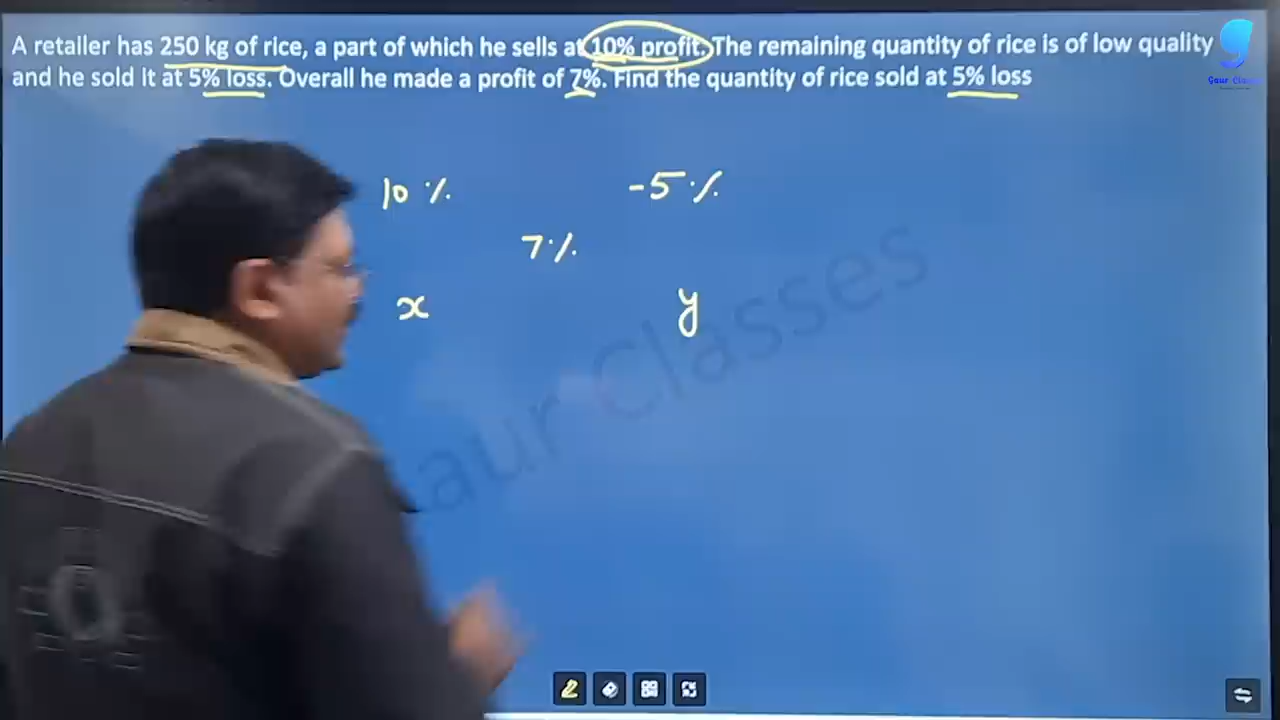 A retailer has 250 kg of rice, a part of which he sells at 10% profit. The remaining quantity of rice is of low quality
and he sold it at 5% loss. Overall he made a profit of 7%. Find the quantity of rice sold at 5% loss
10 % -5 %
7 %
x y
aur Classes